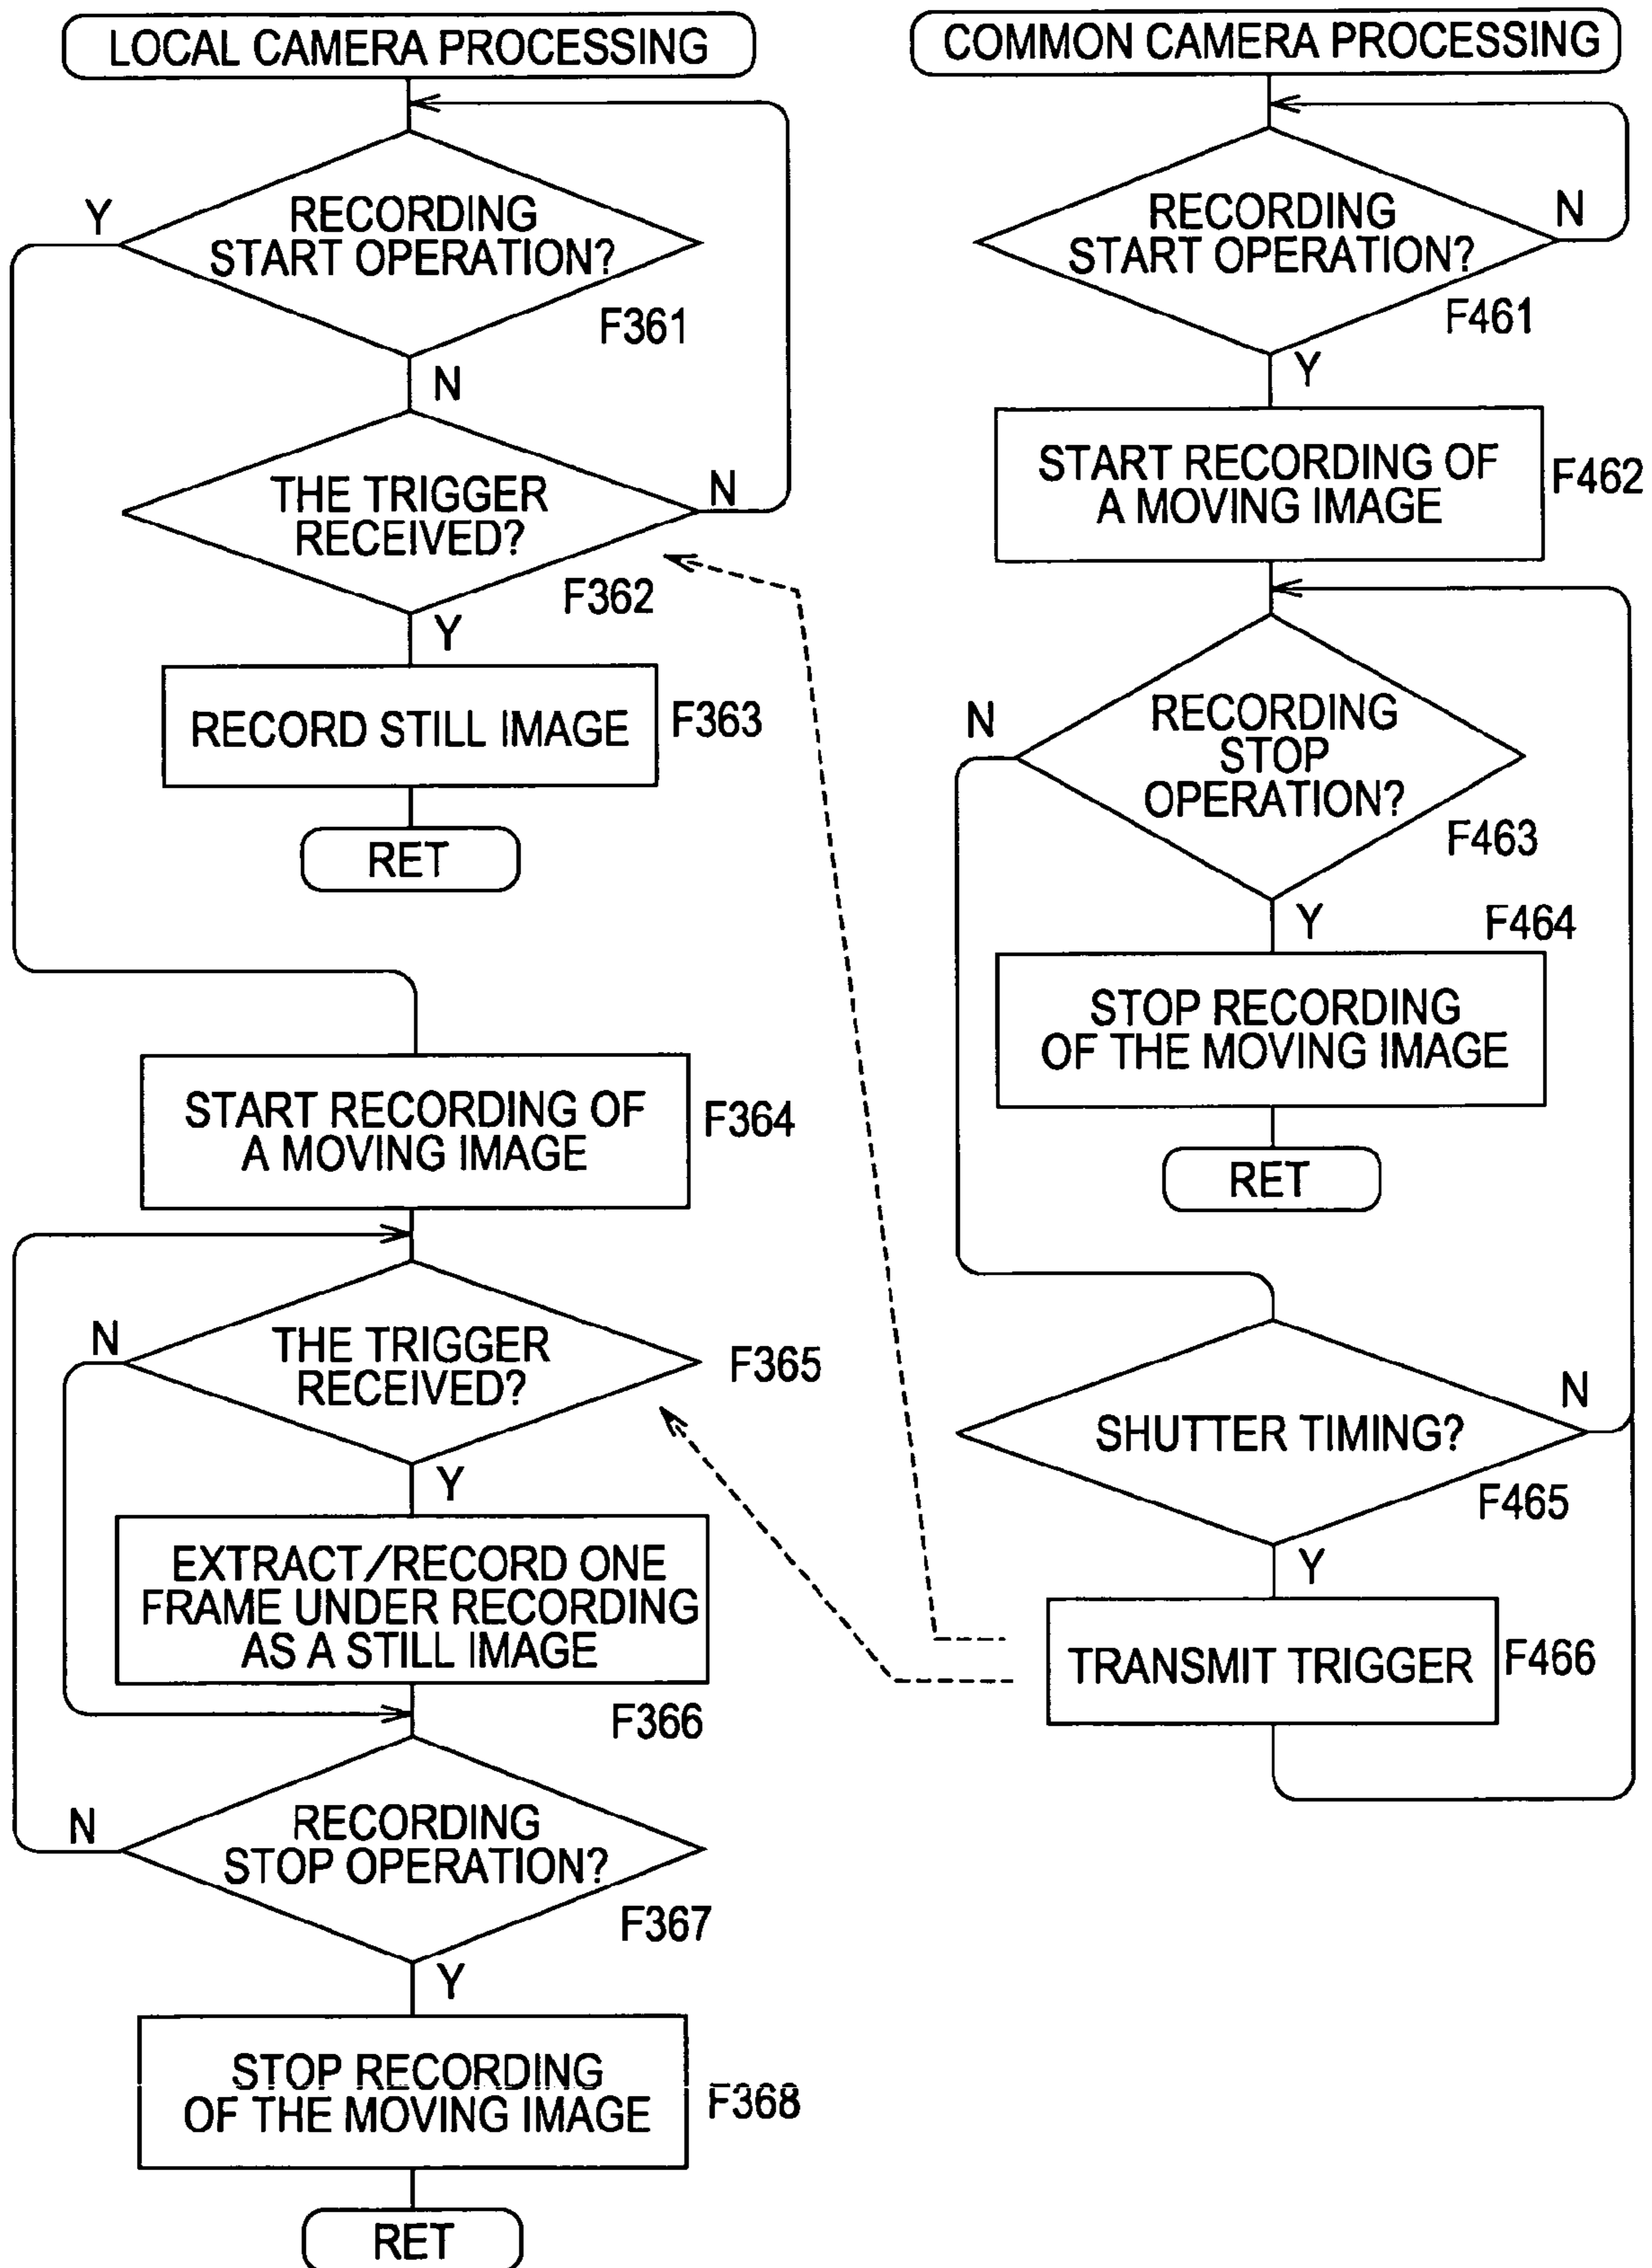 LOCAL CAMERA PROCESSING
RECORDING
START OPERATION?
Y
F361
N
THE TRIGGER
RECEIVED?
N
F362
Y
RECORD STILL IMAGE
F363
RET
START RECORDING OF
A MOVING IMAGE
F364
THE TRIGGER
RECEIVED?
N
F365
Y
EXTRACT/RECORD ONE
FRAME UNDER RECORDING
AS A STILL IMAGE
F366
RECORDING
STOP OPERATION?
N
F367
Y
STOP RECORDING
OF THE MOVING IMAGE
F368
RET
COMMON CAMERA PROCESSING
RECORDING
START OPERATION?
N
F461
Y
START RECORDING OF
A MOVING IMAGE
F462
RECORDING
STOP
OPERATION?
N
F463
Y
F464
STOP RECORDING
OF THE MOVING IMAGE
RET
SHUTTER TIMING?
N
F465
Y
TRANSMIT TRIGGER
F466